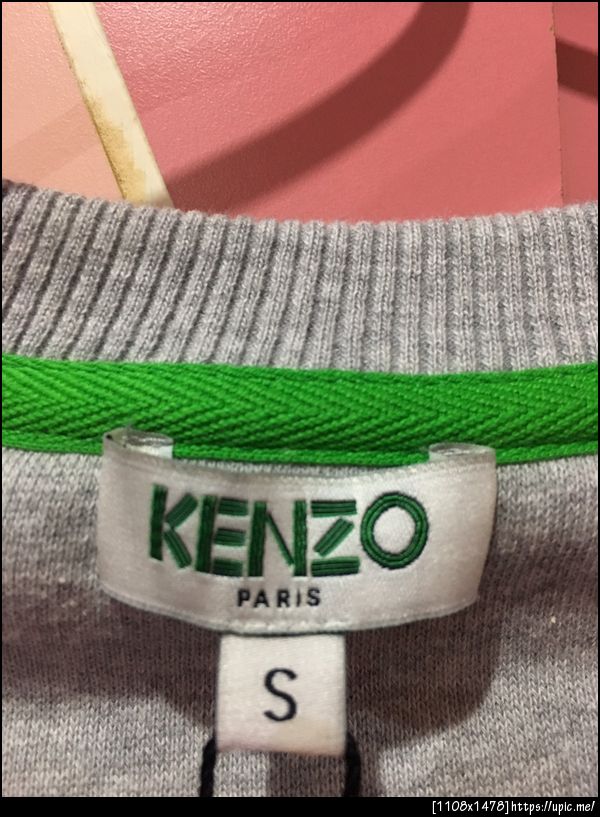 KENZO
PARIS
S
[1108x1478]https://upic.me/